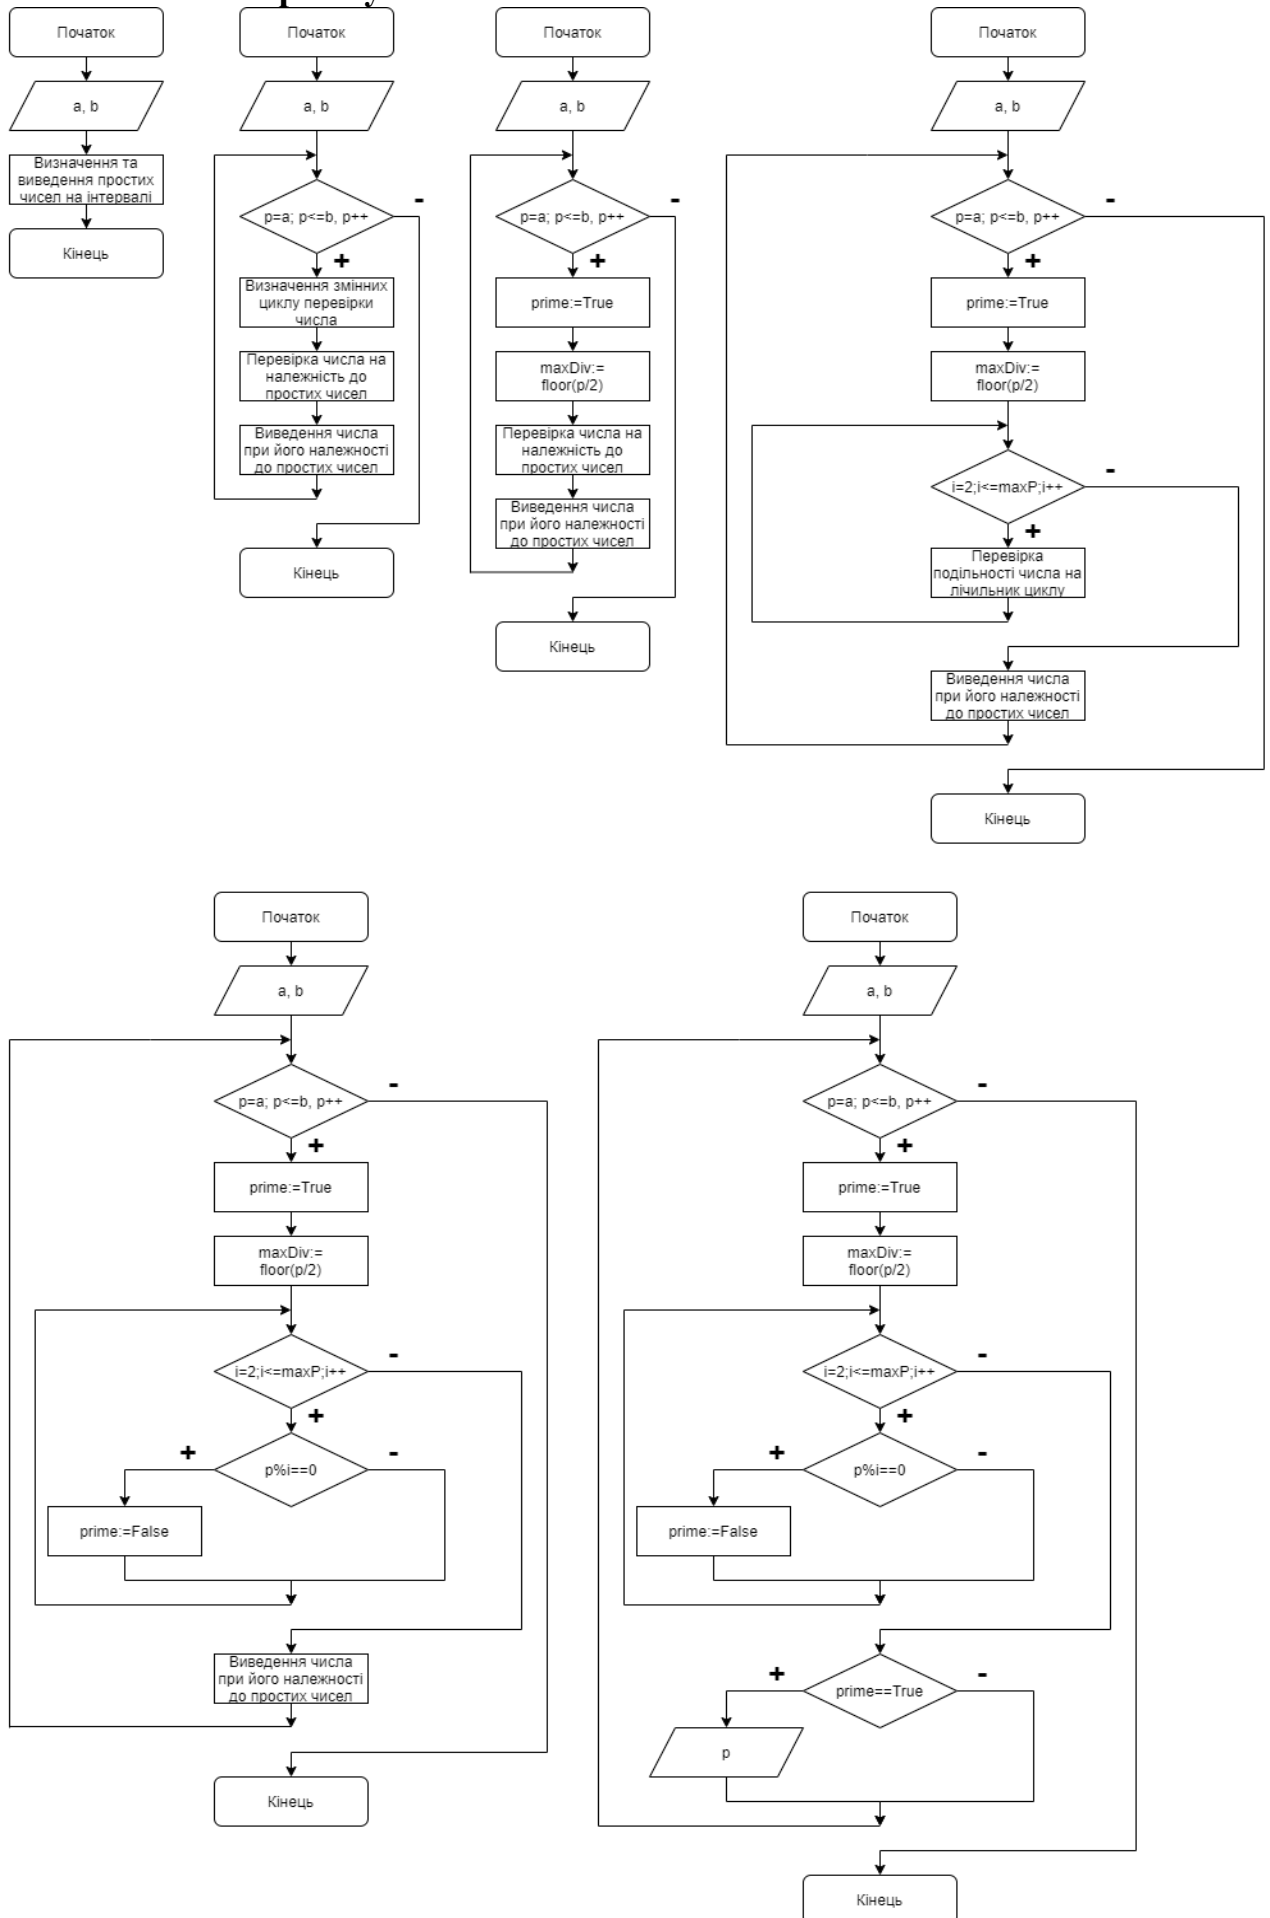 Початок
a, b
Визначення та
виведення простих
чисел на інтервалі
Кінець
Початок
a, b
p=a; p<=b, p++
-
+
Визначення змінних
циклу перевірки
числа
Перевірка числа на
належність до
простих чисел
Виведення числа
при його належності
до простих чисел
Кінець
Початок
a, b
p=a; p<=b, p++
-
+
prime:=True
maxDiv:=
floor(p/2)
Перевірка числа на
належність до
простих чисел
Виведення числа
при його належності
до простих чисел
Кінець
Початок
a, b
p=a; p<=b, p++
-
+
prime:=True
maxDiv:=
floor(p/2)
i=2;i<=maxP;i++
-
+
Перевірка
подільності числа на
лічильник циклу
Виведення числа
при його належності
до простих чисел
Кінець
Початок
a, b
p=a; p<=b, p++
-
+
prime:=True
maxDiv:=
floor(p/2)
i=2;i<=maxP;i++
-
+
p%i==0
+
-
prime:=False
Виведення числа
при його належності
до простих чисел
Кінець
Початок
a, b
p=a; p<=b, p++
-
+
prime:=True
maxDiv:=
floor(p/2)
i=2;i<=maxP;i++
-
+
p%i==0
+
-
prime:=False
prime==True
+
-
p
Кінець